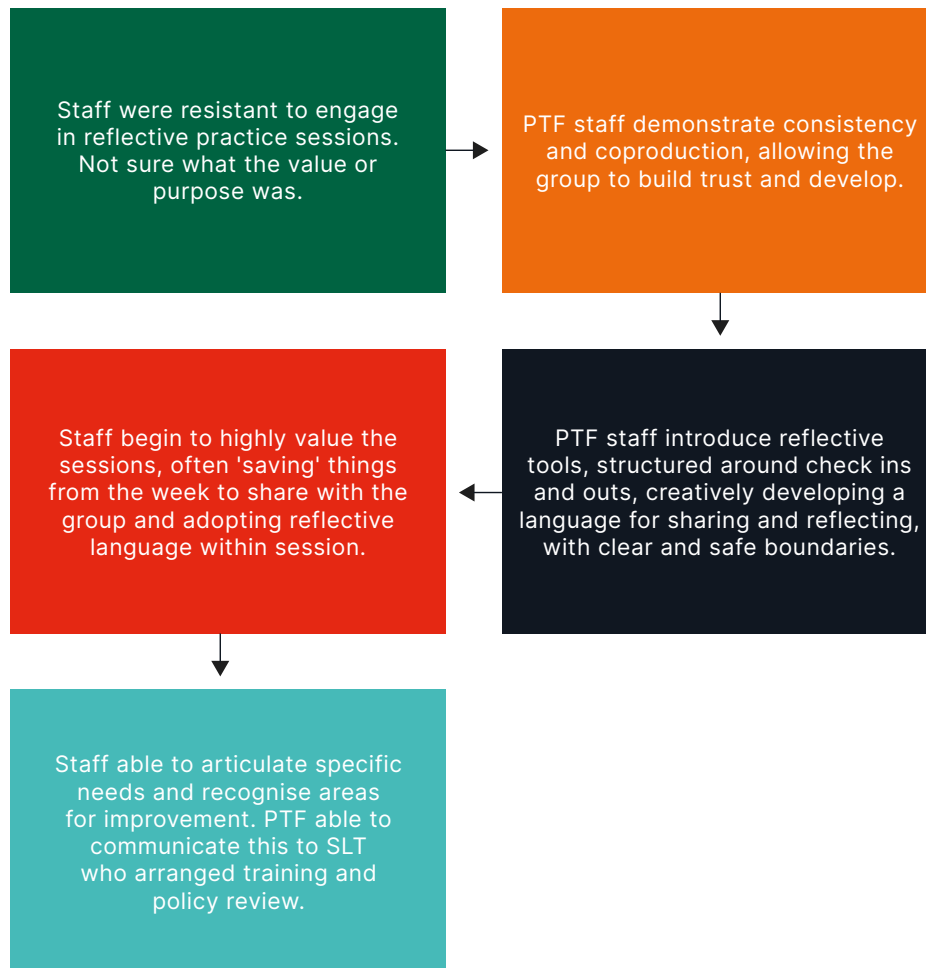 Staff were resistant to engage
in reflective practice sessions.
Not sure what the value or
purpose was.
PTF staff demonstrate consistency
and coproduction, allowing the
group to build trust and develop.
PTF staff introduce reflective
tools, structured around check ins
and outs, creatively developing a
language for sharing and reflecting,
with clear and safe boundaries.
Staff begin to highly value the
sessions, often 'saving' things
from the week to share with the
group and adopting reflective
language within session.
Staff able to articulate specific
needs and recognise areas
for improvement. PTF able to
communicate this to SLT
who arranged training and
policy review.